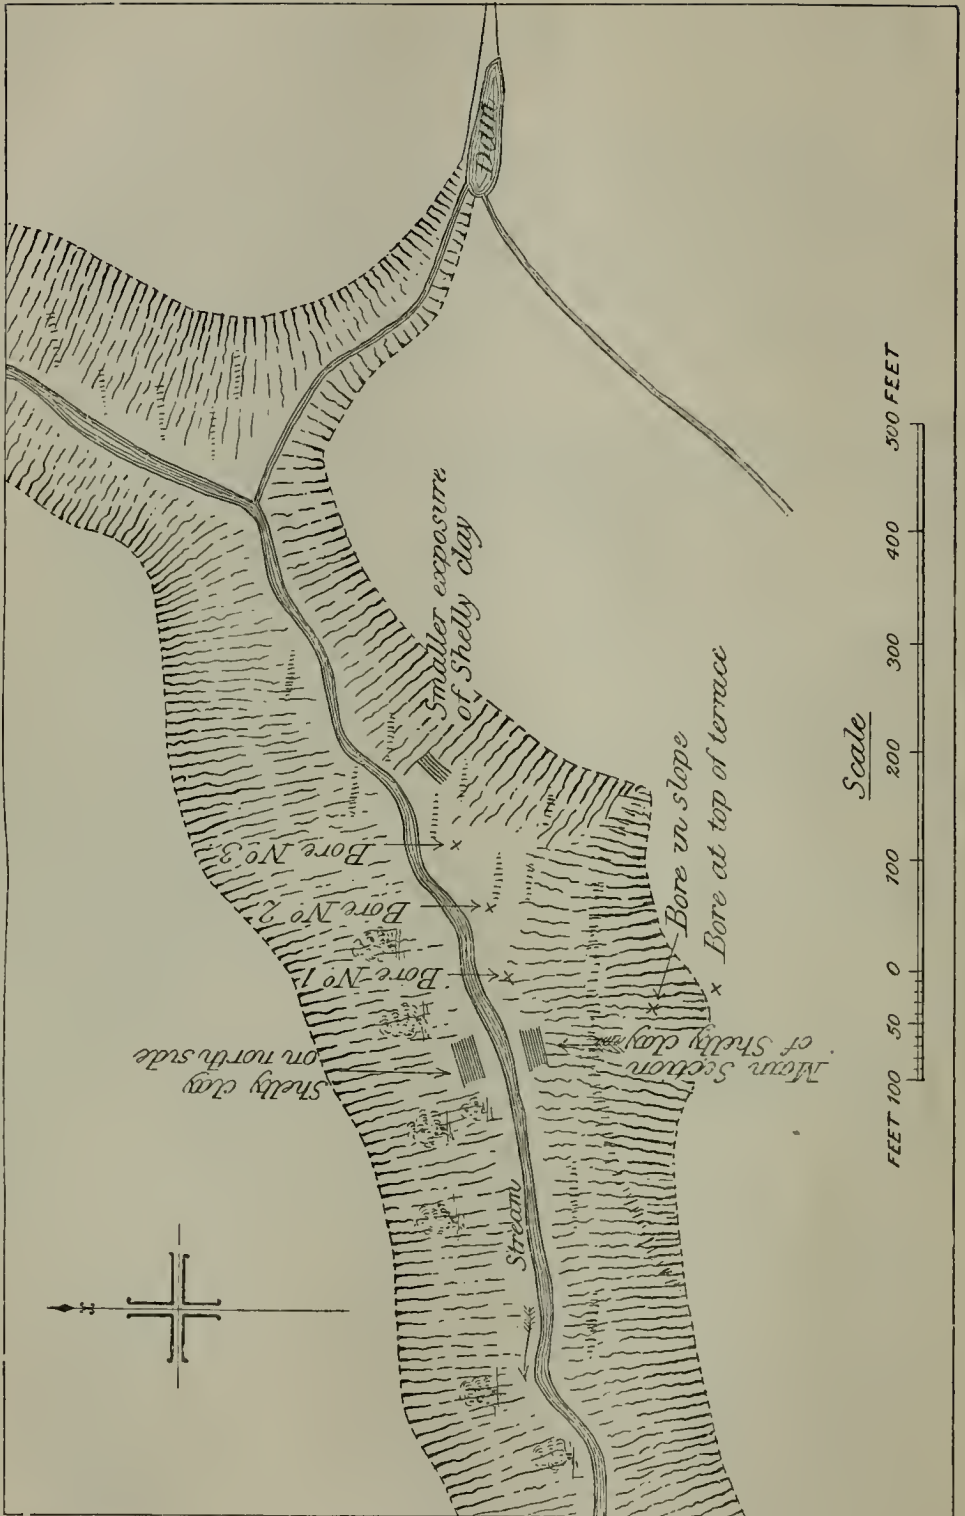 Dam
Smaller exposure
of Shelly clay
Bore Nº 3
Bore Nº 2
Bore Nº 1
Shelly clay
on north side
Main Section
of Shelly clay
Bore in slope
Bore at top of terrace
Stream
N
Scale
FEET 100 50 0 100 200 300 400 500 FEET